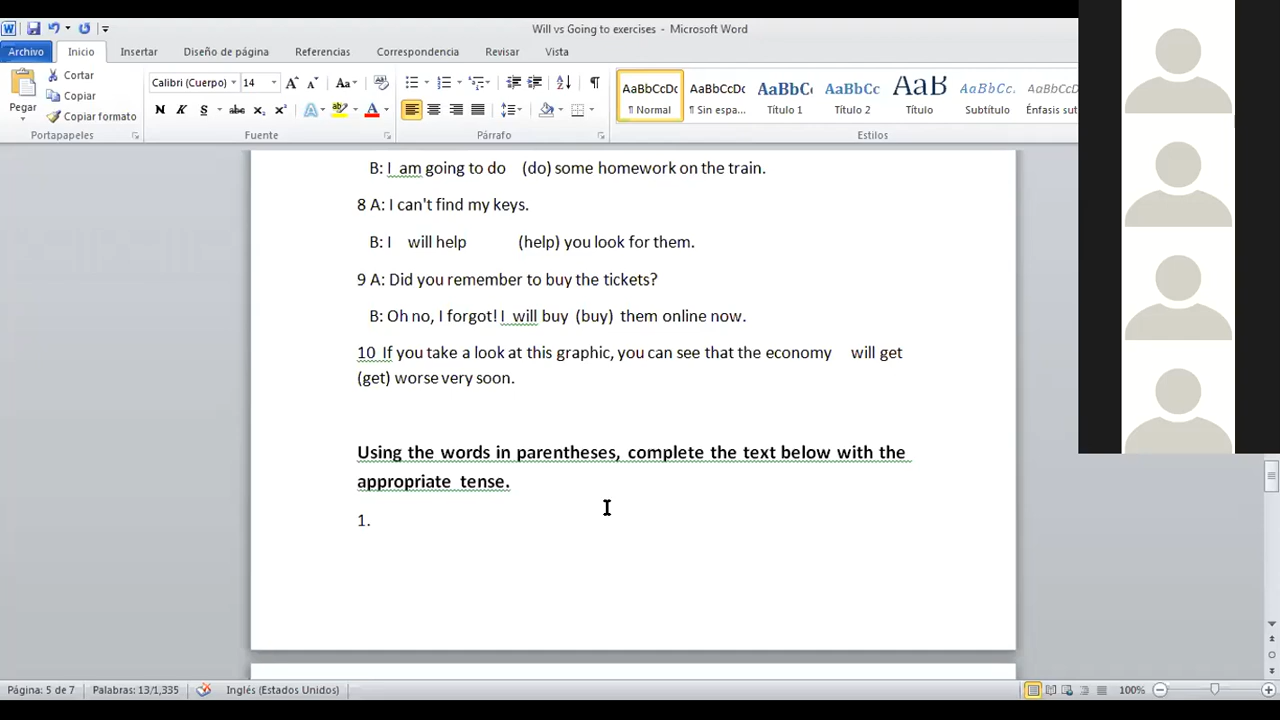 Will vs Going to exercises - Microsoft Word
Archivo Inicio Insertar Diseño de página Referencias Correspondencia Revisar Vista
Pegar
Cortar
Copiar
Copiar formato
Portapapeles
Calibri (Cuerpo) 14
N K S abc x₂ x²
Fuente
Párrafo
AaBbCcDc AaBbCcDc AaBbC AaBbCc AaB AaBbCc. AaBbCcDc
¶ Normal ¶ Sin espa... Título 1 Título 2 Título Subtítulo Énfasis sut
Estilos
B: I am going to do (do) some homework on the train.
8 A: I can't find my keys.
B: I will help (help) you look for them.
9 A: Did you remember to buy the tickets?
B: Oh no, I forgot! I will buy (buy) them online now.
10 If you take a look at this graphic, you can see that the economy will get
(get) worse very soon.
Using the words in parentheses, complete the text below with the
appropriate tense.
1.
Página: 5 de 7 Palabras: 13/1,335 Inglés (Estados Unidos) 100%